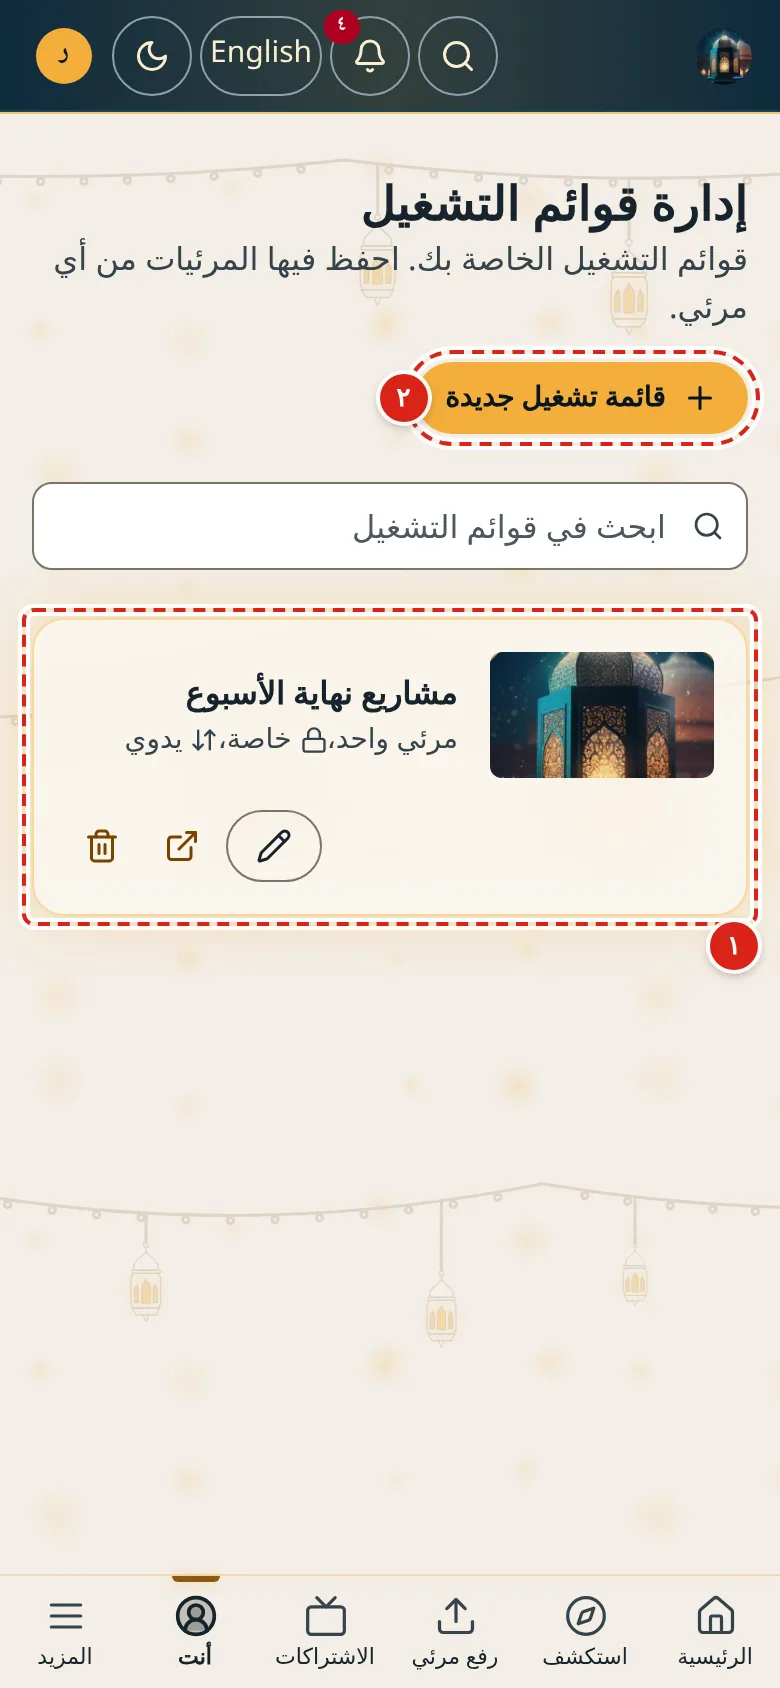 ٤
English
ر
إدارة قوائم التشغيل
قوائم التشغيل الخاصة بك. احفظ فيها المرئيات من أي
مرئي.
قائمة تشغيل جديدة
٢
ابحث في قوائم التشغيل
مشاريع نهاية الأسبوع
مرئي واحد، خاصة، يدوي
١
الرئيسية
استكشف
رفع مرئي
الاشتراكات
أنت
المزيد